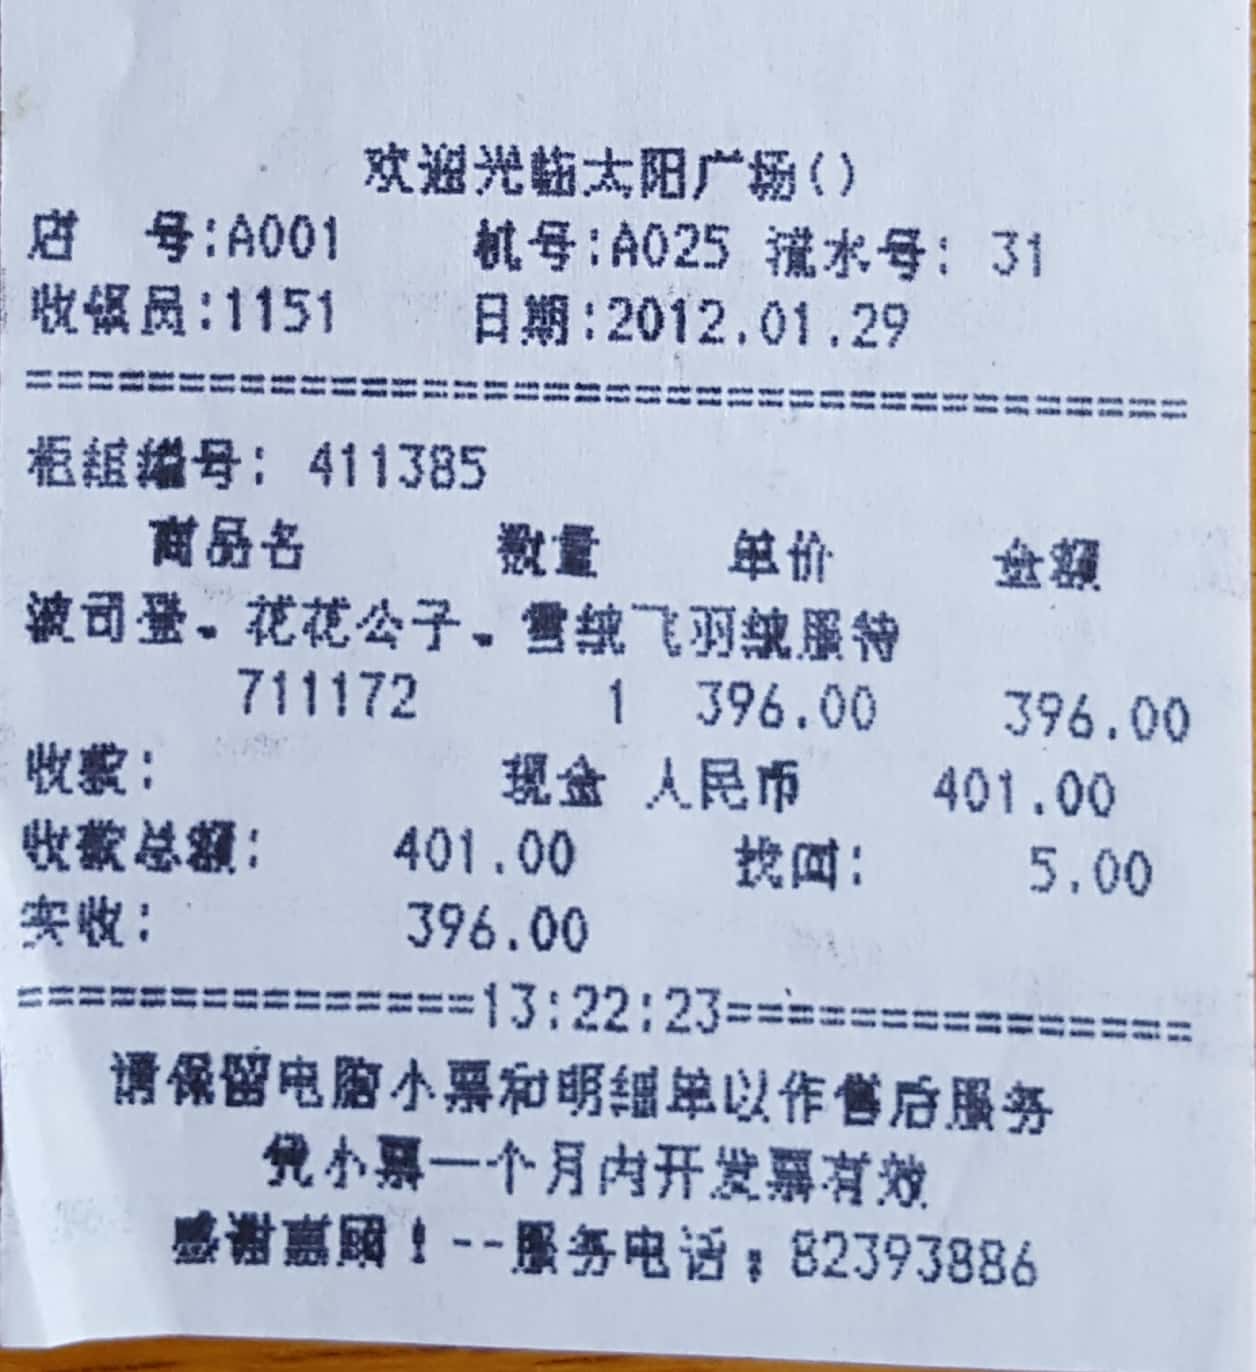 欢迎光临太阳广场()
店 号:A001 机号:A025 流水号: 31
收银员:1151 日期:2012.01.29
======================================
柜组编号: 411385
商品名 数量 单价 金额
波司登、花花公子、雪绒飞羽绒服特
711172 1 396.00 396.00
收款: 现金 人民币 401.00
收款总额: 401.00 找回: 5.00
实收: 396.00
===============13:22:23===============
请保留电脑小票和明细单以作售后服务
凭小票一个月内开发票有效
感谢惠顾！--服务电话：82393886